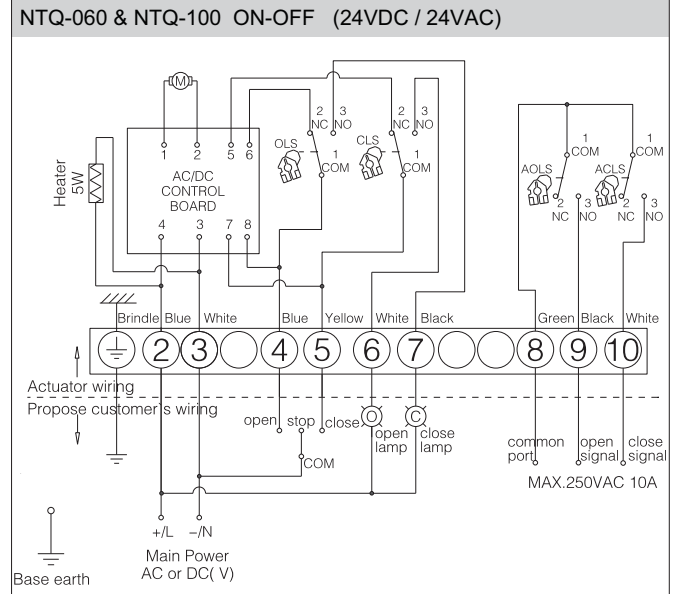 NTQ-060 & NTQ-100 ON-OFF (24VDC / 24VAC)
M
2 3 2 3
NC NO NC NO
OLS CLS
1 1
COM COM
1 2 5 6
AC/DC
CONTROL
BOARD
4 3 7 8
Heater
5W
1 1
COM COM
AOLS ACLS
2 3 2 3
NC NO NC NO
Brindle Blue White Blue Yellow White Black Green Black White
2 3 4 5 6 7 8 9 10
Actuator wiring
Propose customer's wiring
open stop close
COM
O C
open lamp
close lamp
common port
open signal
close signal
MAX.250VAC 10A
+/L –/N
Main Power
AC or DC( V)
Base earth